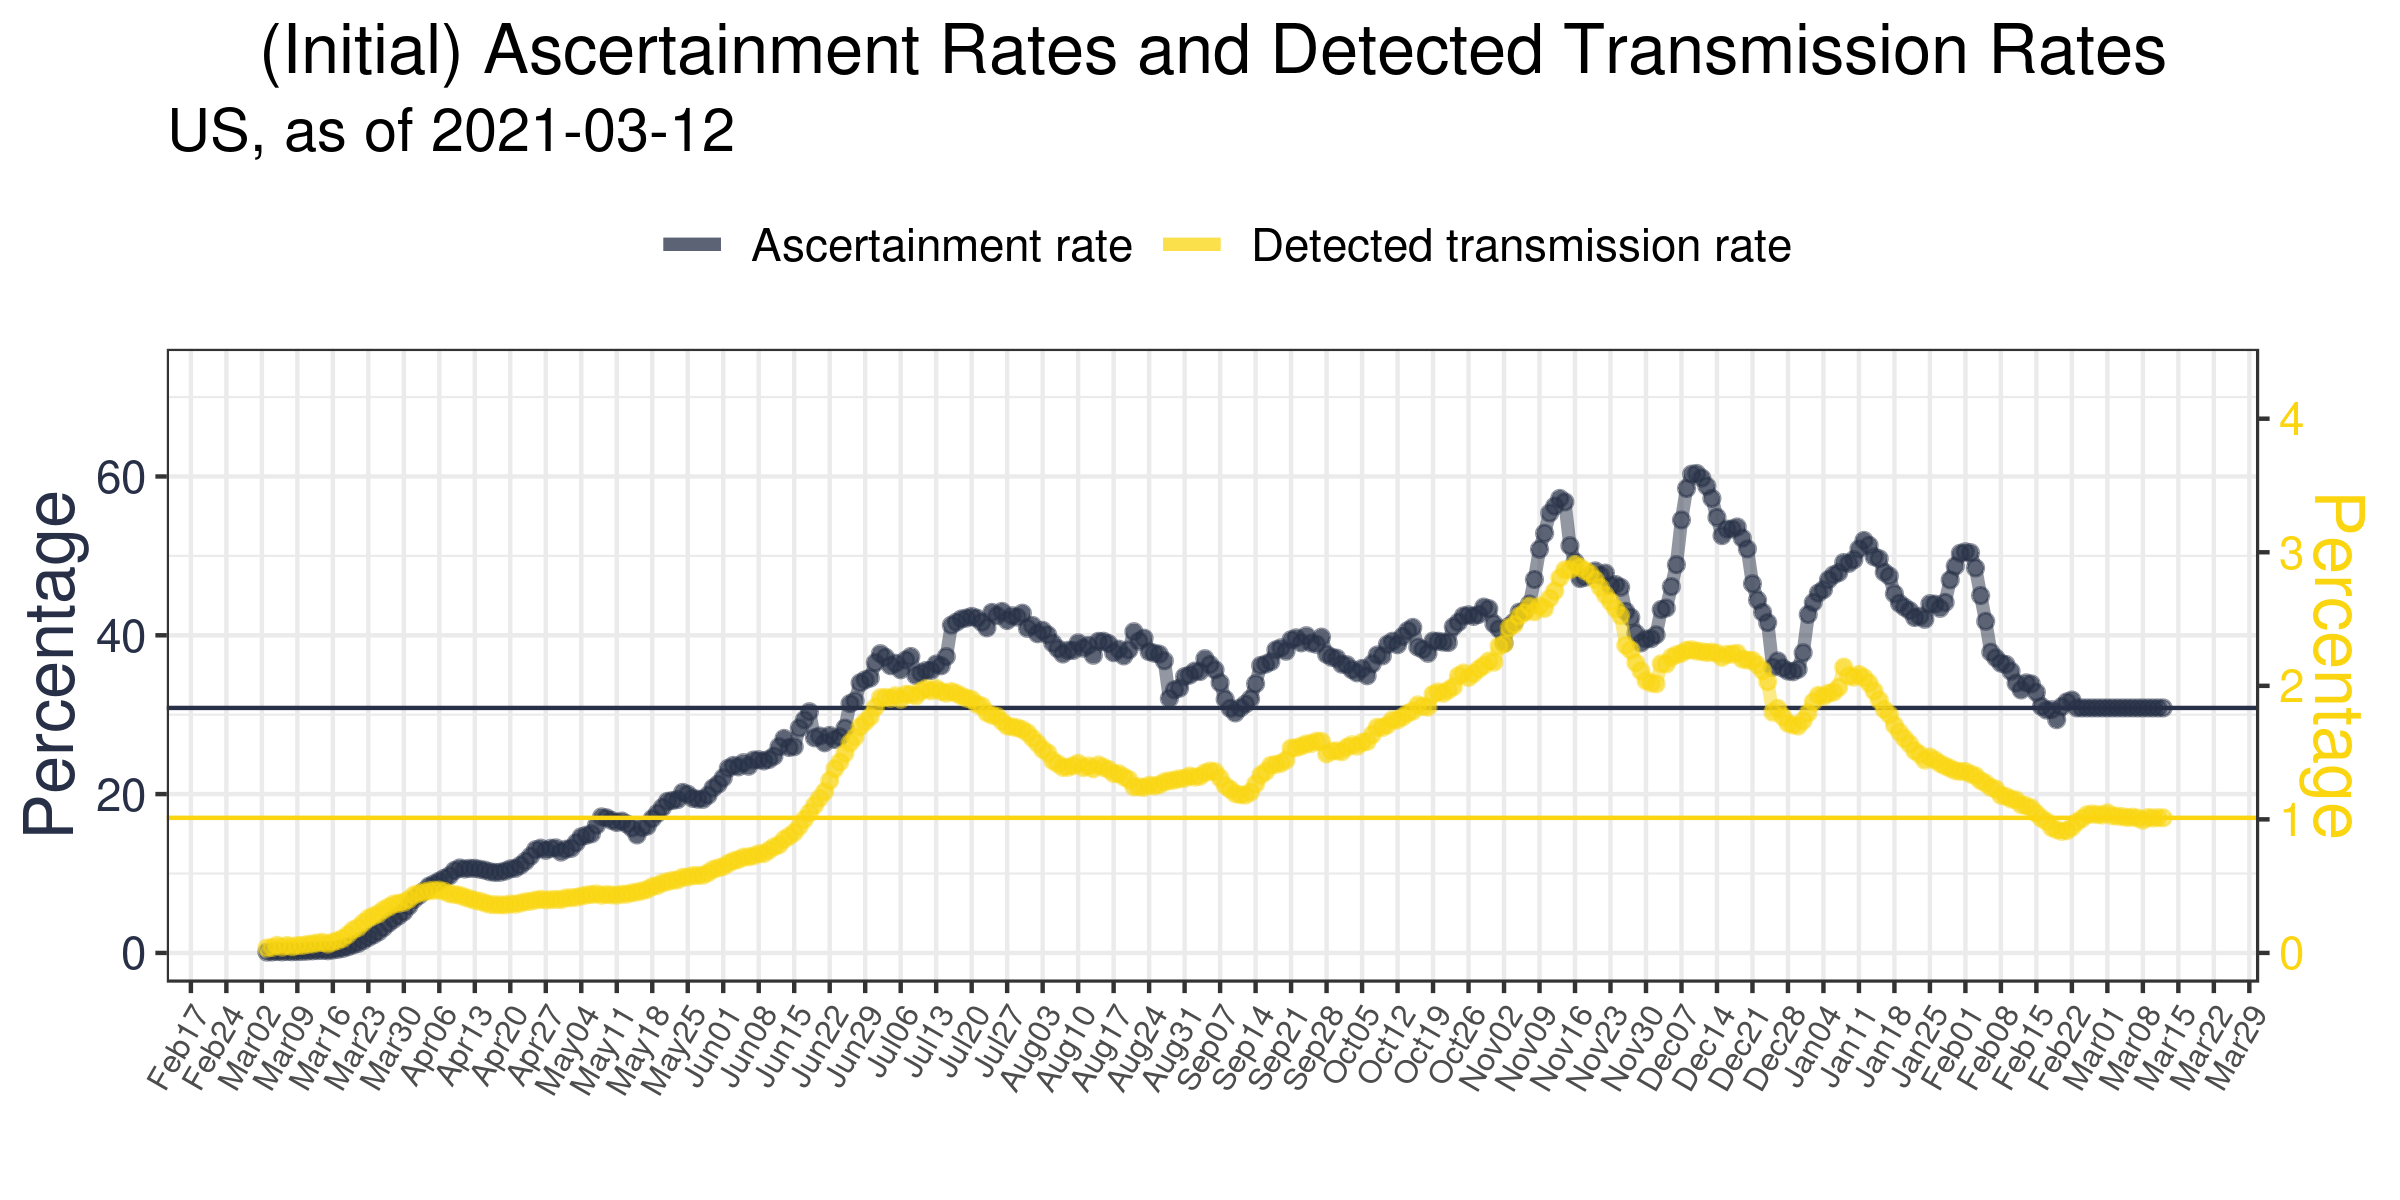 (Initial) Ascertainment Rates and Detected Transmission Rates
US, as of 2021-03-12
Ascertainment rate
Detected transmission rate
Percentage
60
40
20
0
4
3
2
1
0
Percentage
Feb17
Feb24
Mar02
Mar09
Mar16
Mar23
Mar30
Apr06
Apr13
Apr20
Apr27
May04
May11
May18
May25
Jun01
Jun08
Jun15
Jun22
Jun29
Jul06
Jul13
Jul20
Jul27
Aug03
Aug10
Aug17
Aug24
Aug31
Sep07
Sep14
Sep21
Sep28
Oct05
Oct12
Oct19
Oct26
Nov02
Nov09
Nov16
Nov23
Nov30
Dec07
Dec14
Dec21
Dec28
Jan04
Jan11
Jan18
Jan25
Feb01
Feb08
Feb15
Feb22
Mar01
Mar08
Mar15
Mar22
Mar29